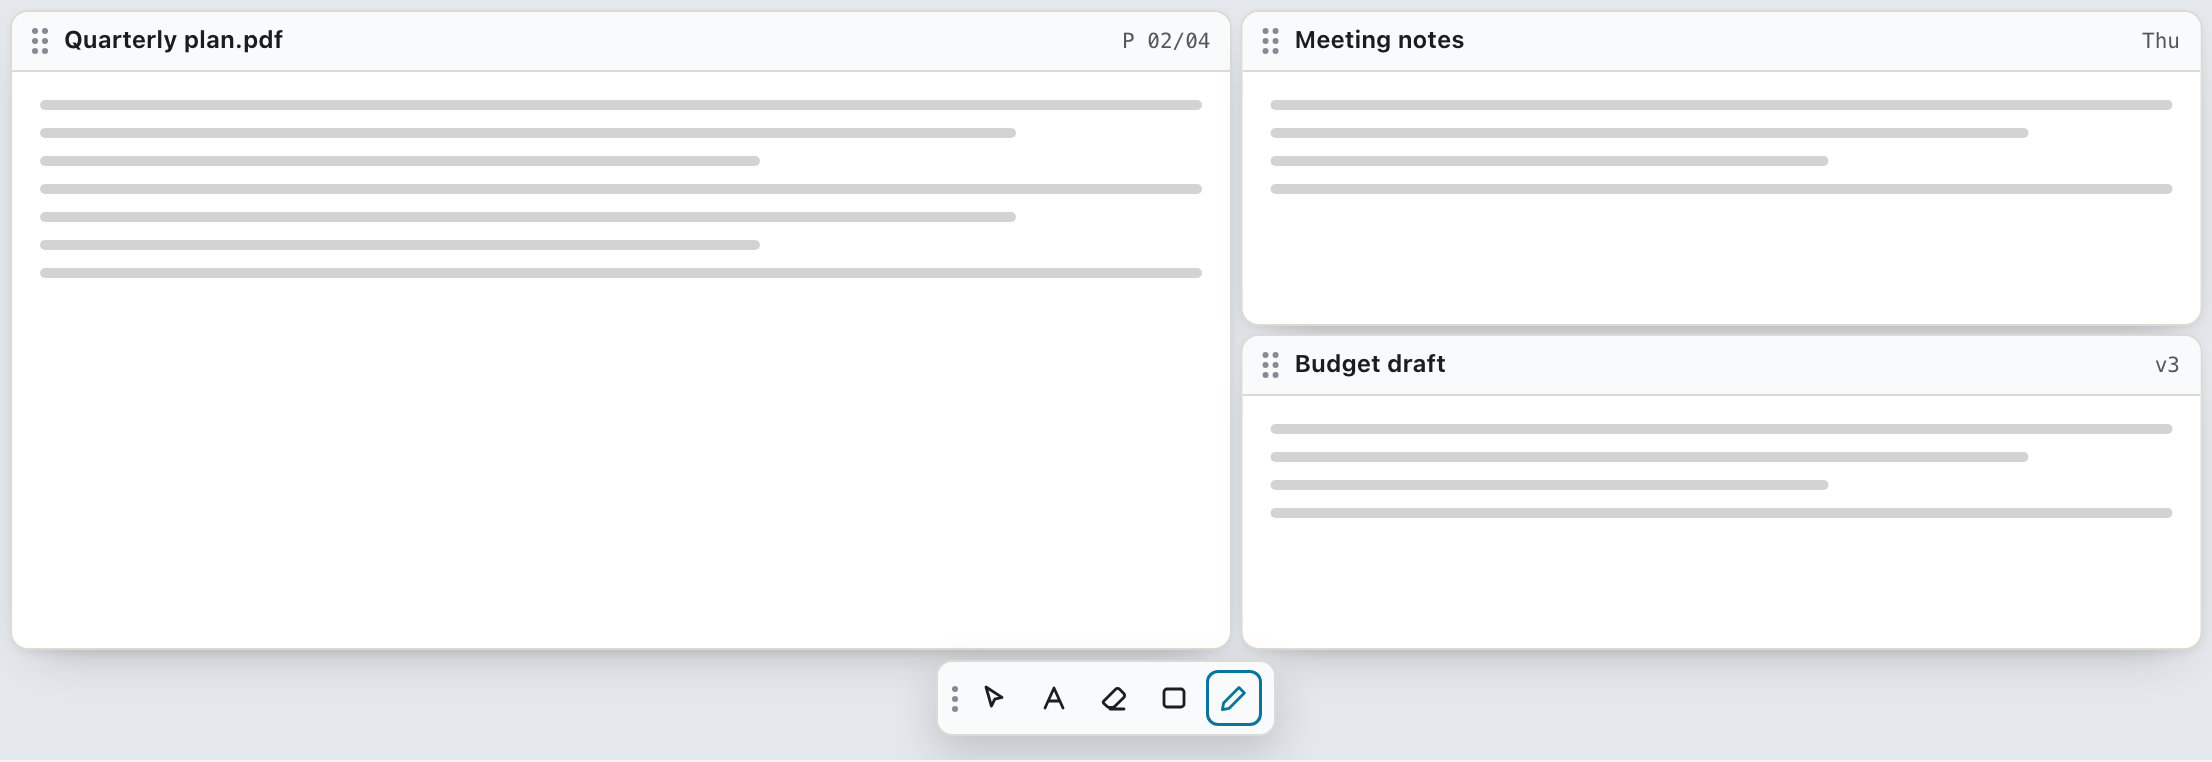 Quarterly plan.pdf P 02/04
Meeting notes Thu
Budget draft v3